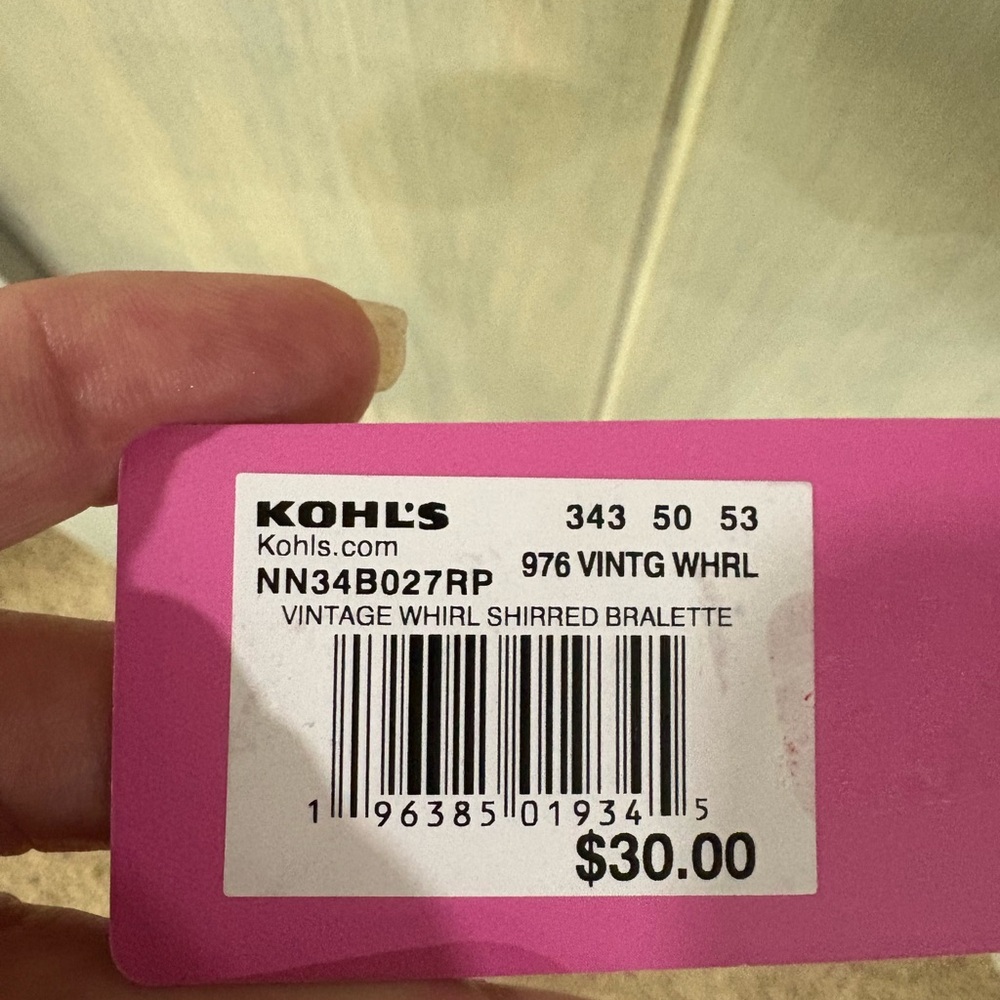 KOHL'S 343 50 53
Kohls.com 976 VINTG WHRL
NN34B027RP
VINTAGE WHIRL SHIRRED BRALETTE
1 96385 01934 5
$30.00